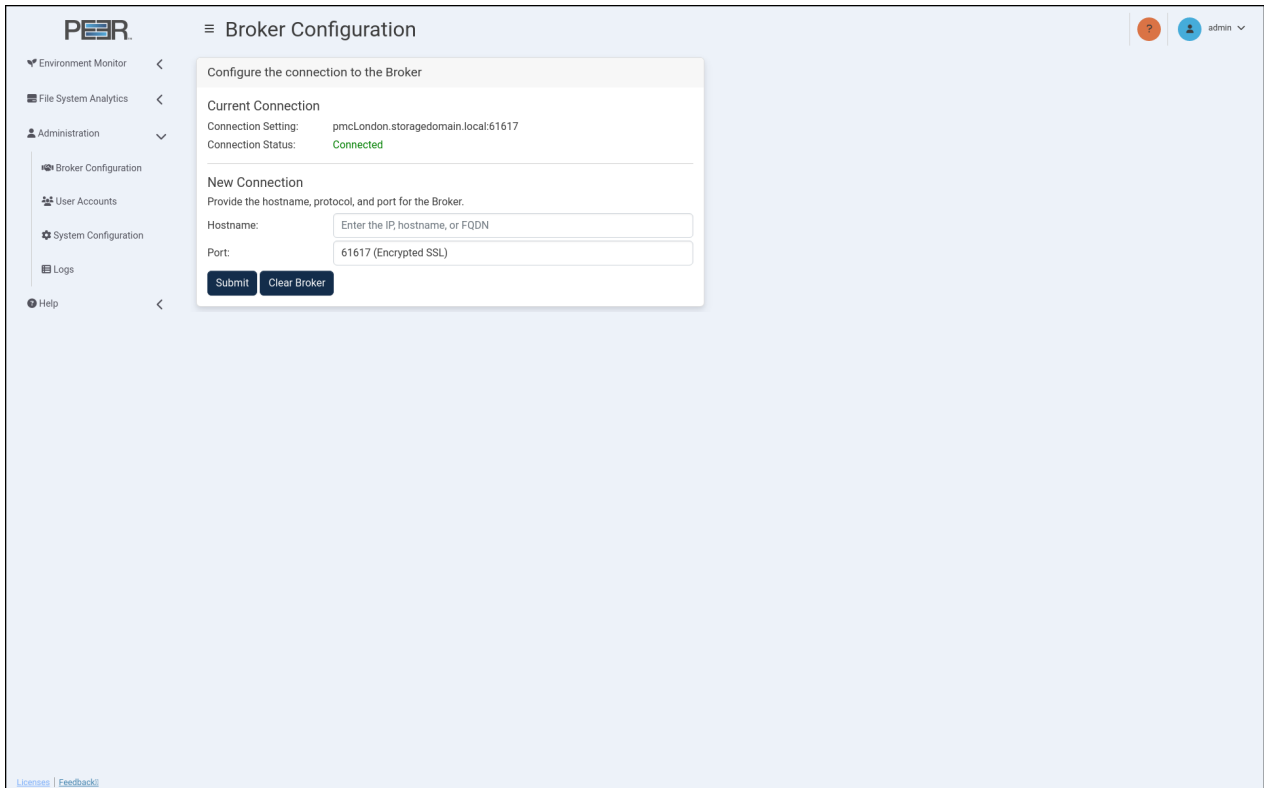 PEER
≡ Broker Configuration
? admin
Environment Monitor
File System Analytics
Administration
Broker Configuration
User Accounts
System Configuration
Logs
Help
Configure the connection to the Broker
Current Connection
Connection Setting: pmcLondon.storagedomain.local:61617
Connection Status: Connected
New Connection
Provide the hostname, protocol, and port for the Broker.
Hostname: Enter the IP, hostname, or FQDN
Port: 61617 (Encrypted SSL)
Submit Clear Broker
Licenses | Feedback